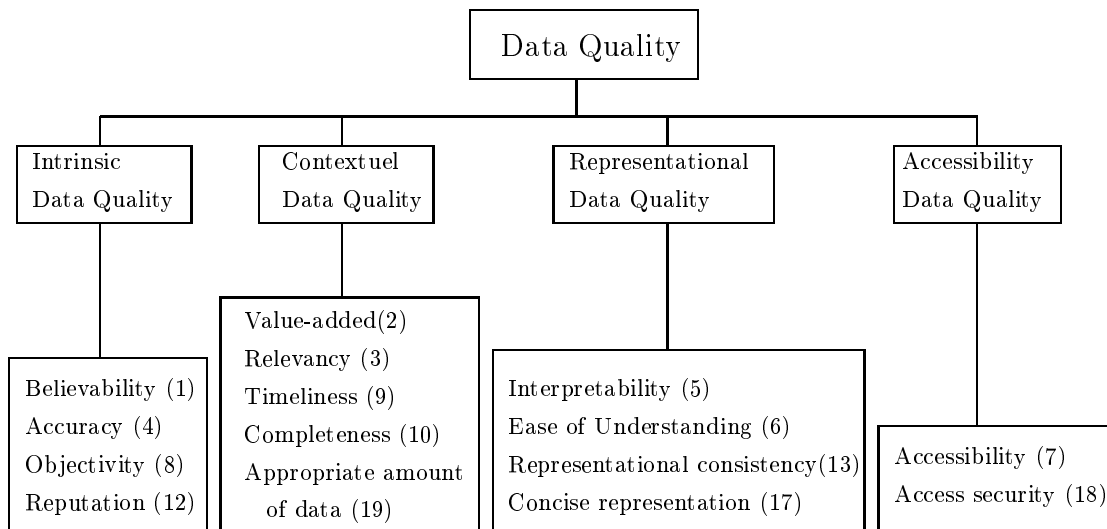 Data Quality
Intrinsic
Data Quality
Contextuel
Data Quality
Representational
Data Quality
Accessibility
Data Quality
Believability (1)
Accuracy (4)
Objectivity (8)
Reputation (12)
Value-added(2)
Relevancy (3)
Timeliness (9)
Completeness (10)
Appropriate amount
of data (19)
Interpretability (5)
Ease of Understanding (6)
Representational consistency(13)
Concise representation (17)
Accessibility (7)
Access security (18)